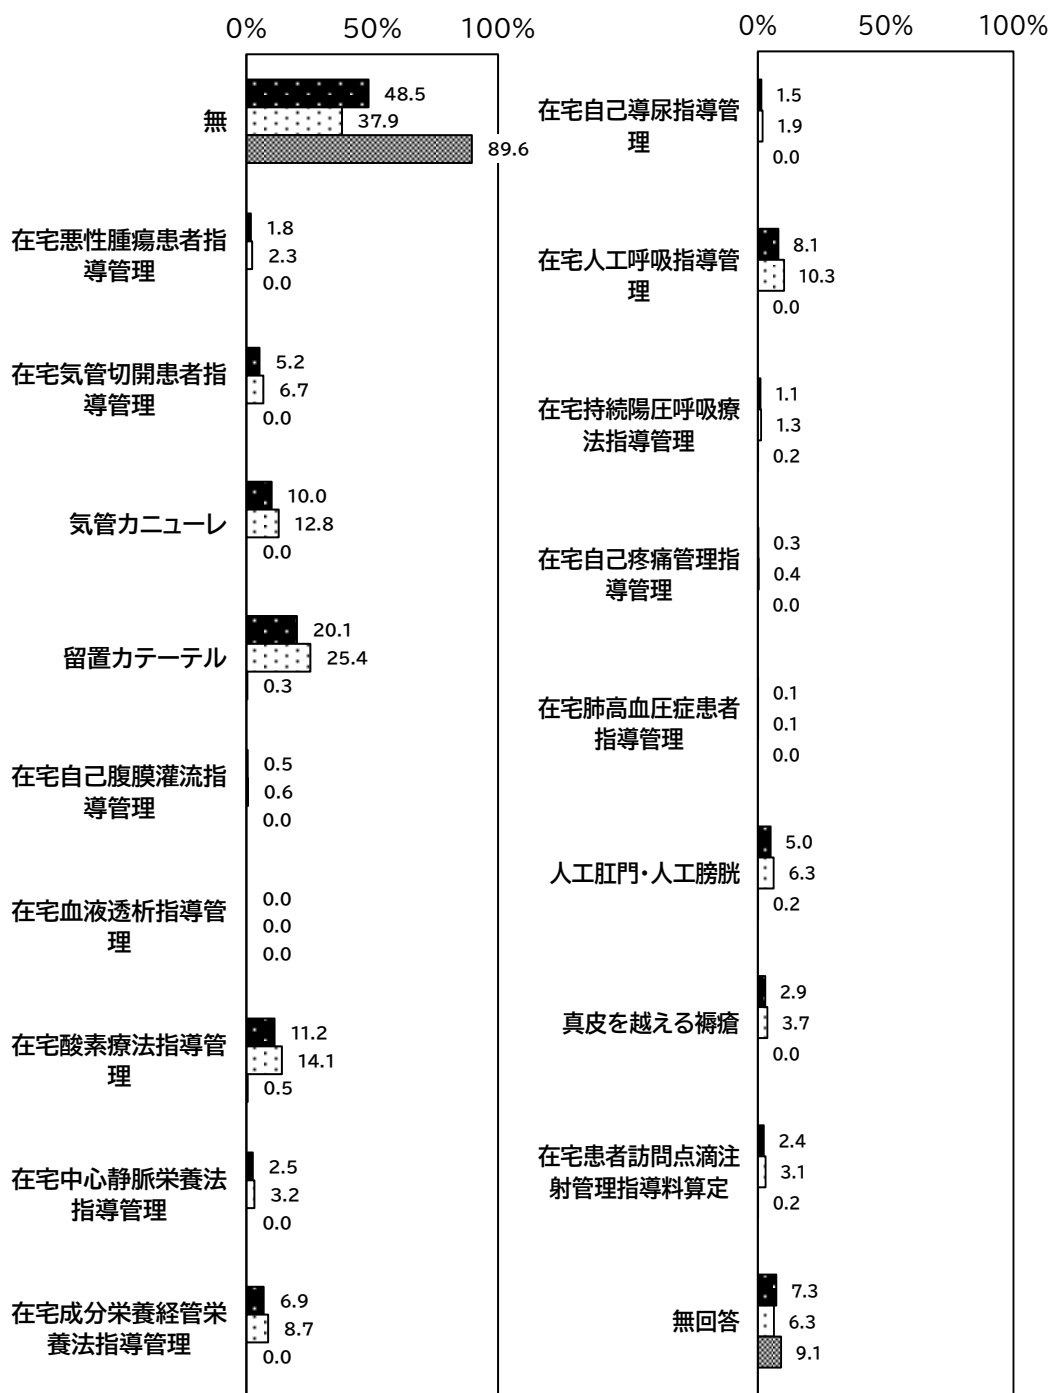 0% 50% 100%
無
48.5
37.9
89.6
在宅悪性腫瘍患者指
導管理
1.8
2.3
0.0
在宅気管切開患者指
導管理
5.2
6.7
0.0
気管カニューレ
10.0
12.8
0.0
留置カテーテル
20.1
25.4
0.3
在宅自己腹膜灌流指
導管理
0.5
0.6
0.0
在宅血液透析指導管
理
0.0
0.0
0.0
在宅酸素療法指導管
理
11.2
14.1
0.5
在宅中心静脈栄養法
指導管理
2.5
3.2
0.0
在宅成分栄養経管栄
養法指導管理
6.9
8.7
0.0
0% 50% 100%
在宅自己導尿指導管
理
1.5
1.9
0.0
在宅人工呼吸指導管
理
8.1
10.3
0.0
在宅持続陽圧呼吸療
法指導管理
1.1
1.3
0.2
在宅自己疼痛管理指
導管理
0.3
0.4
0.0
在宅肺高血圧症患者
指導管理
0.1
0.1
0.0
人工肛門・人工膀胱
5.0
6.3
0.2
真皮を越える褥瘡
2.9
3.7
0.0
在宅患者訪問点滴注
射管理指導料算定
2.4
3.1
0.2
無回答
7.3
6.3
9.1